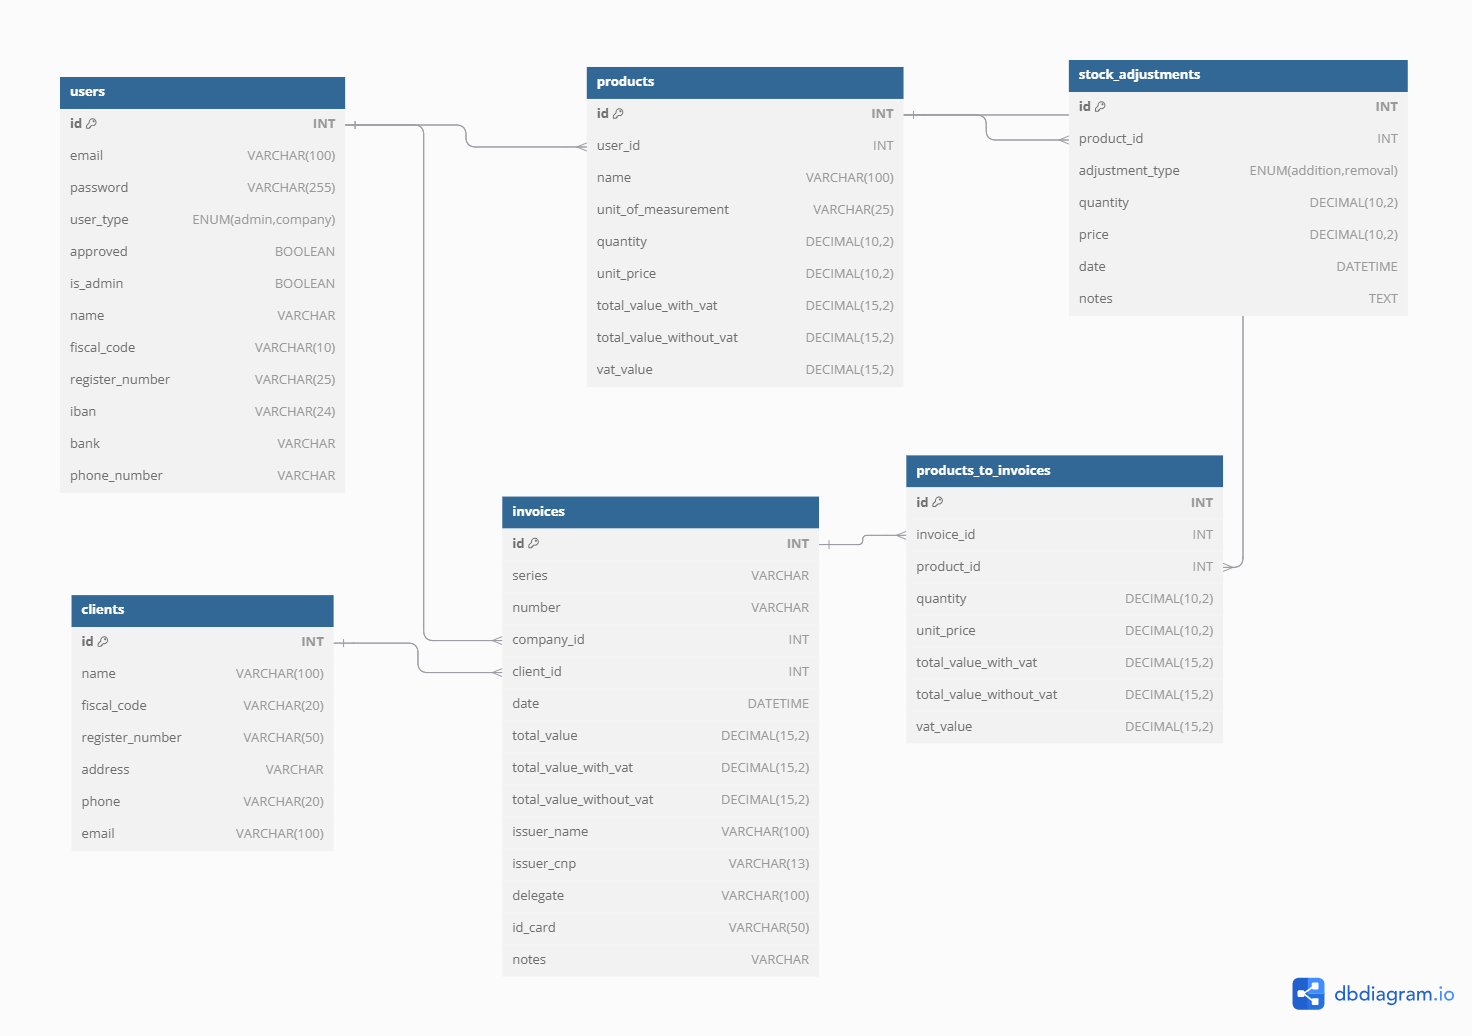 users
id INT
email VARCHAR(100)
password VARCHAR(255)
user_type ENUM(admin,company)
approved BOOLEAN
is_admin BOOLEAN
name VARCHAR
fiscal_code VARCHAR(10)
register_number VARCHAR(25)
iban VARCHAR(24)
bank VARCHAR
phone_number VARCHAR
products
id INT
user_id INT
name VARCHAR(100)
unit_of_measurement VARCHAR(25)
quantity DECIMAL(10,2)
unit_price DECIMAL(10,2)
total_value_with_vat DECIMAL(15,2)
total_value_without_vat DECIMAL(15,2)
vat_value DECIMAL(15,2)
stock_adjustments
id INT
product_id INT
adjustment_type ENUM(addition,removal)
quantity DECIMAL(10,2)
price DECIMAL(10,2)
date DATETIME
notes TEXT
clients
id INT
name VARCHAR(100)
fiscal_code VARCHAR(20)
register_number VARCHAR(50)
address VARCHAR
phone VARCHAR(20)
email VARCHAR(100)
invoices
id INT
series VARCHAR
number VARCHAR
company_id INT
client_id INT
date DATETIME
total_value DECIMAL(15,2)
total_value_with_vat DECIMAL(15,2)
total_value_without_vat DECIMAL(15,2)
issuer_name VARCHAR(100)
issuer_cnp VARCHAR(13)
delegate VARCHAR(100)
id_card VARCHAR(50)
notes VARCHAR
products_to_invoices
id INT
invoice_id INT
product_id INT
quantity DECIMAL(10,2)
unit_price DECIMAL(10,2)
total_value_with_vat DECIMAL(15,2)
total_value_without_vat DECIMAL(15,2)
vat_value DECIMAL(15,2)
dbdiagram.io